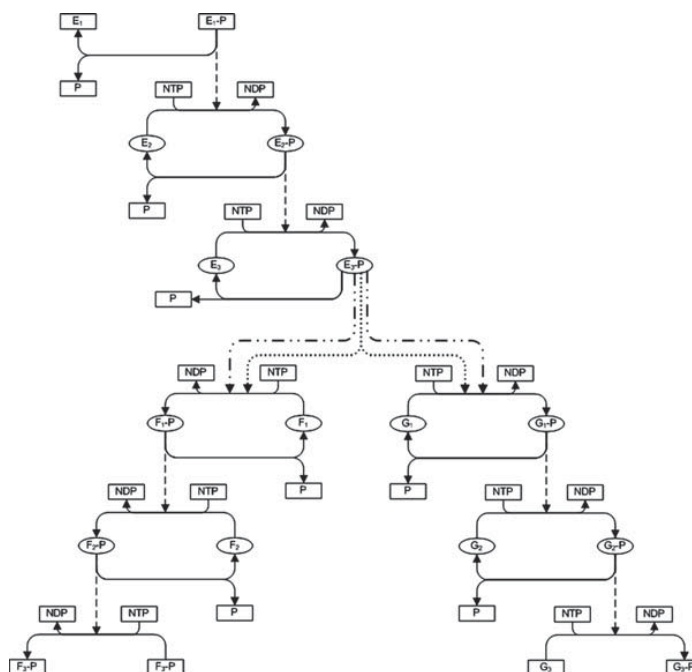 E₁ E₁-P
P
NTP NDP
E₂ E₂-P
P
NTP NDP
E₃ E₃-P
P
NDP NTP NTP NDP
F₁-P F₁ G₁ G₁-P
P P
NDP NTP NTP NDP
F₂-P F₂ G₂ G₂-P
P P
NDP NTP NTP NDP
F₃-P F₃-P G₃ G₃-P